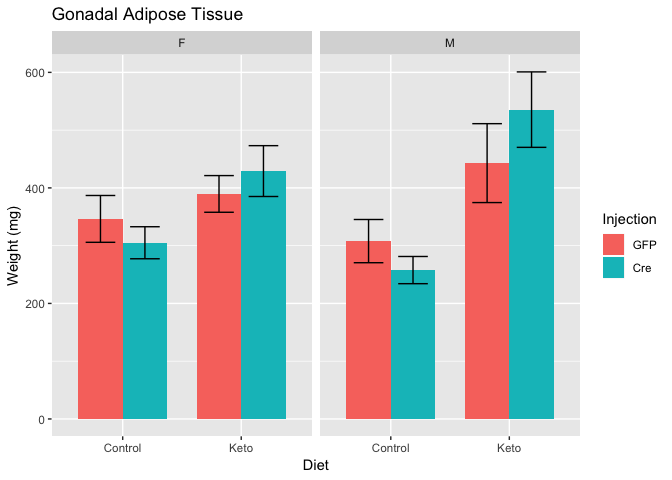 Gonadal Adipose Tissue
F
M
600
400
200
0
Weight (mg)
Control
Keto
Control
Keto
Diet
Injection
GFP
Cre